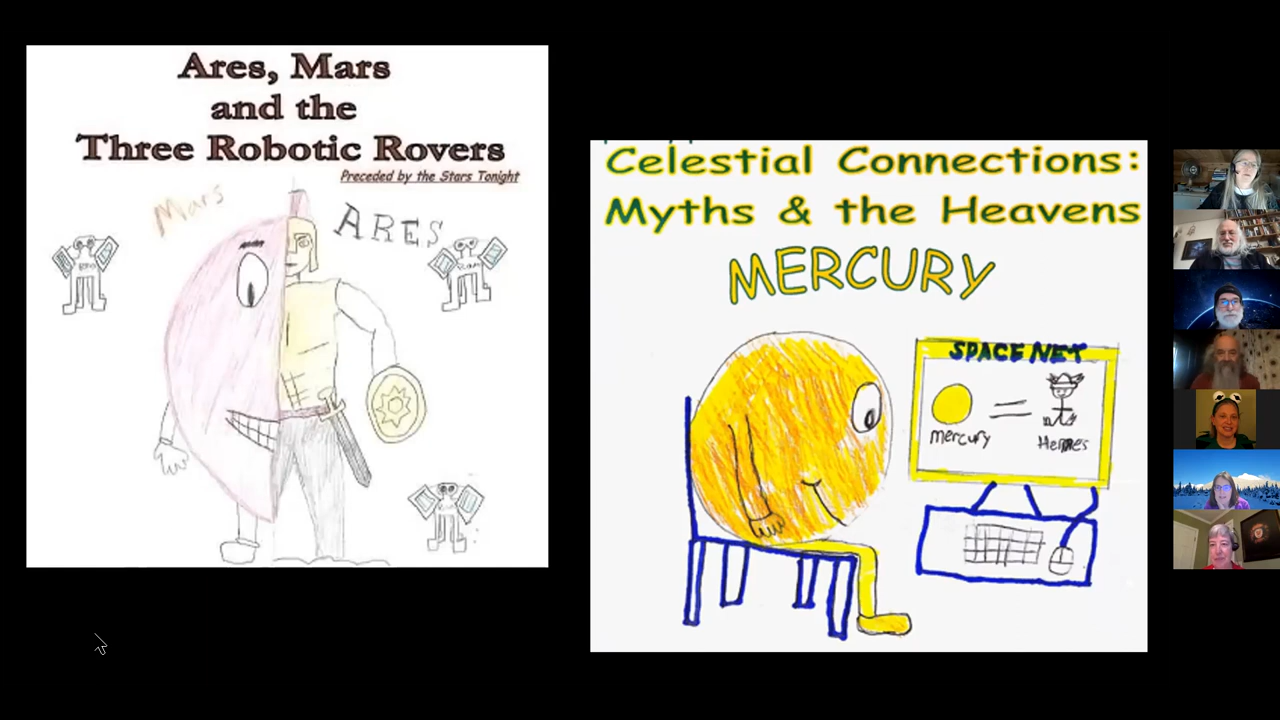 Ares, Mars
and the
Three Robotic Rovers
Preceded by the Stars Tonight
Mars
ARES
Celestial Connections:
Myths & the Heavens
MERCURY
SPACE NET
=
mercury
Hermes